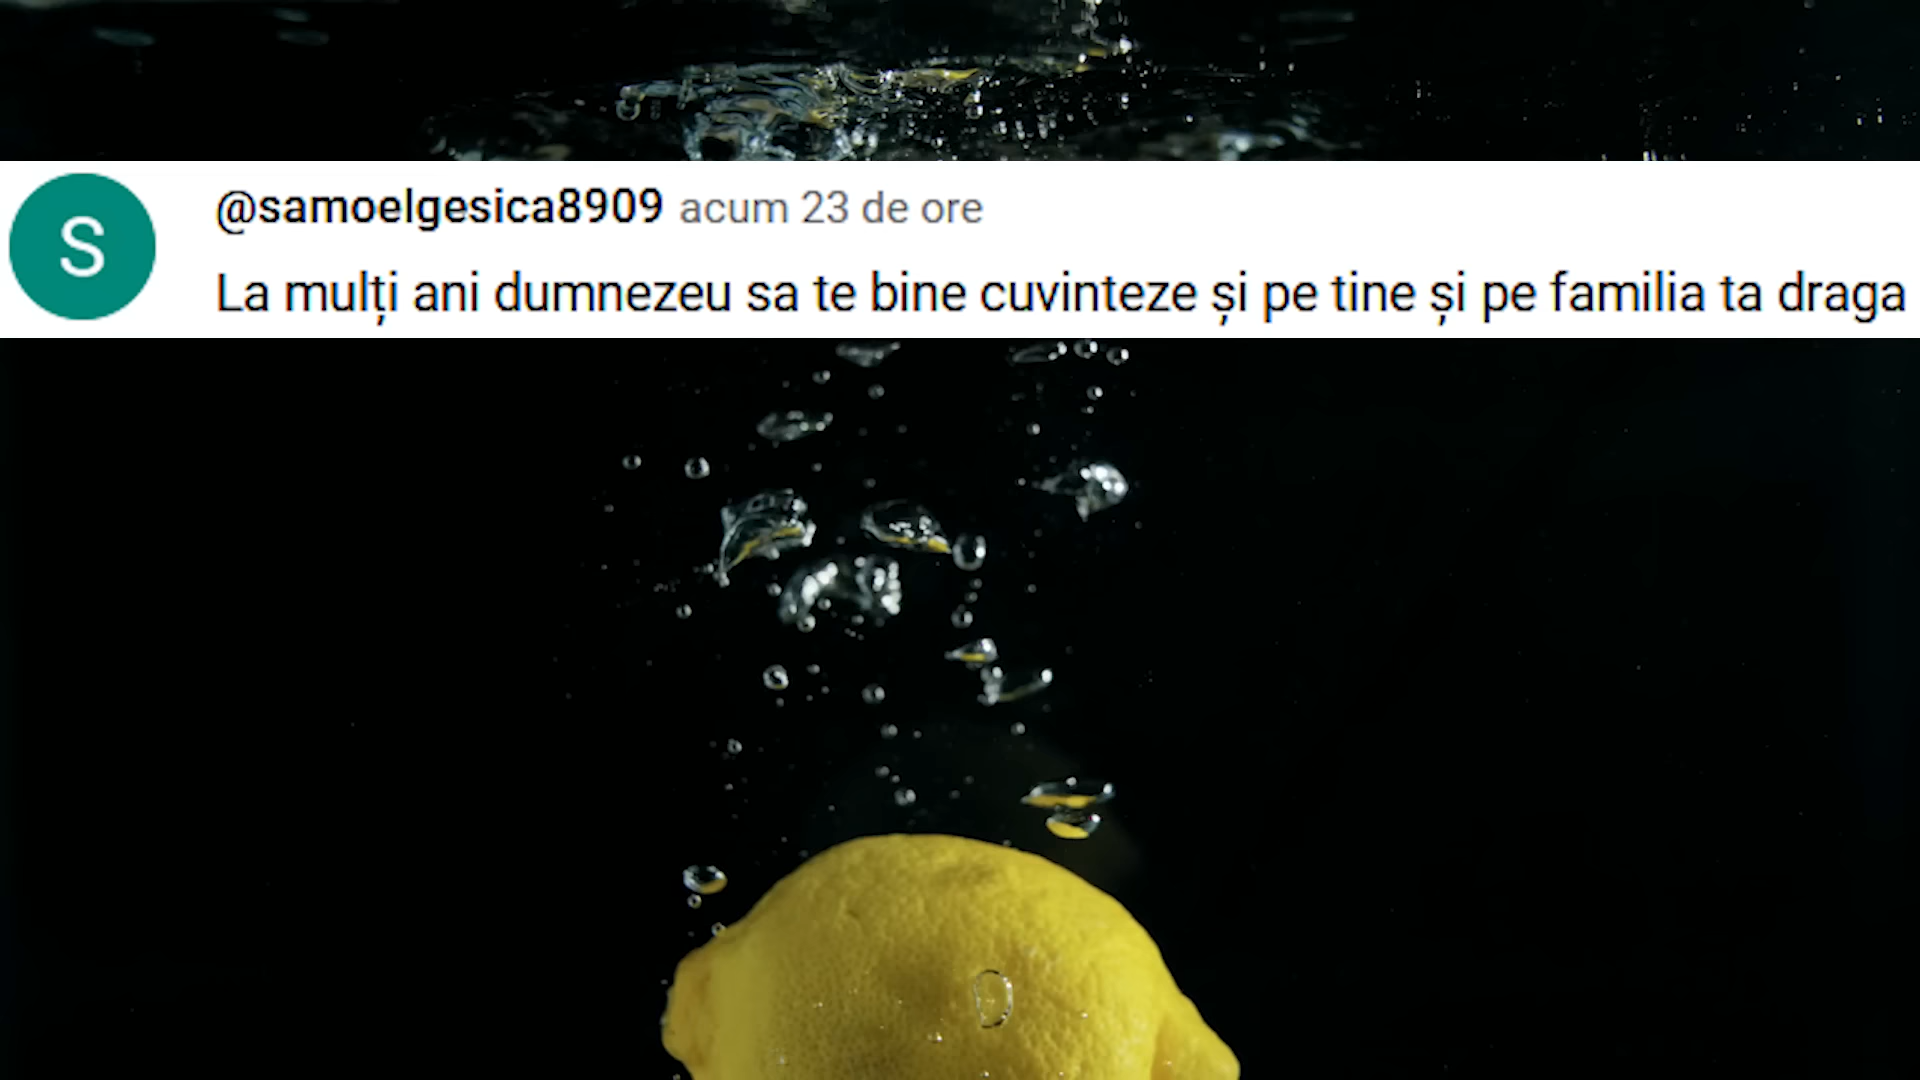 S
@samoelgesica8909 acum 23 de ore
La mulți ani dumnezeu sa te bine cuvinteze și pe tine și pe familia ta draga